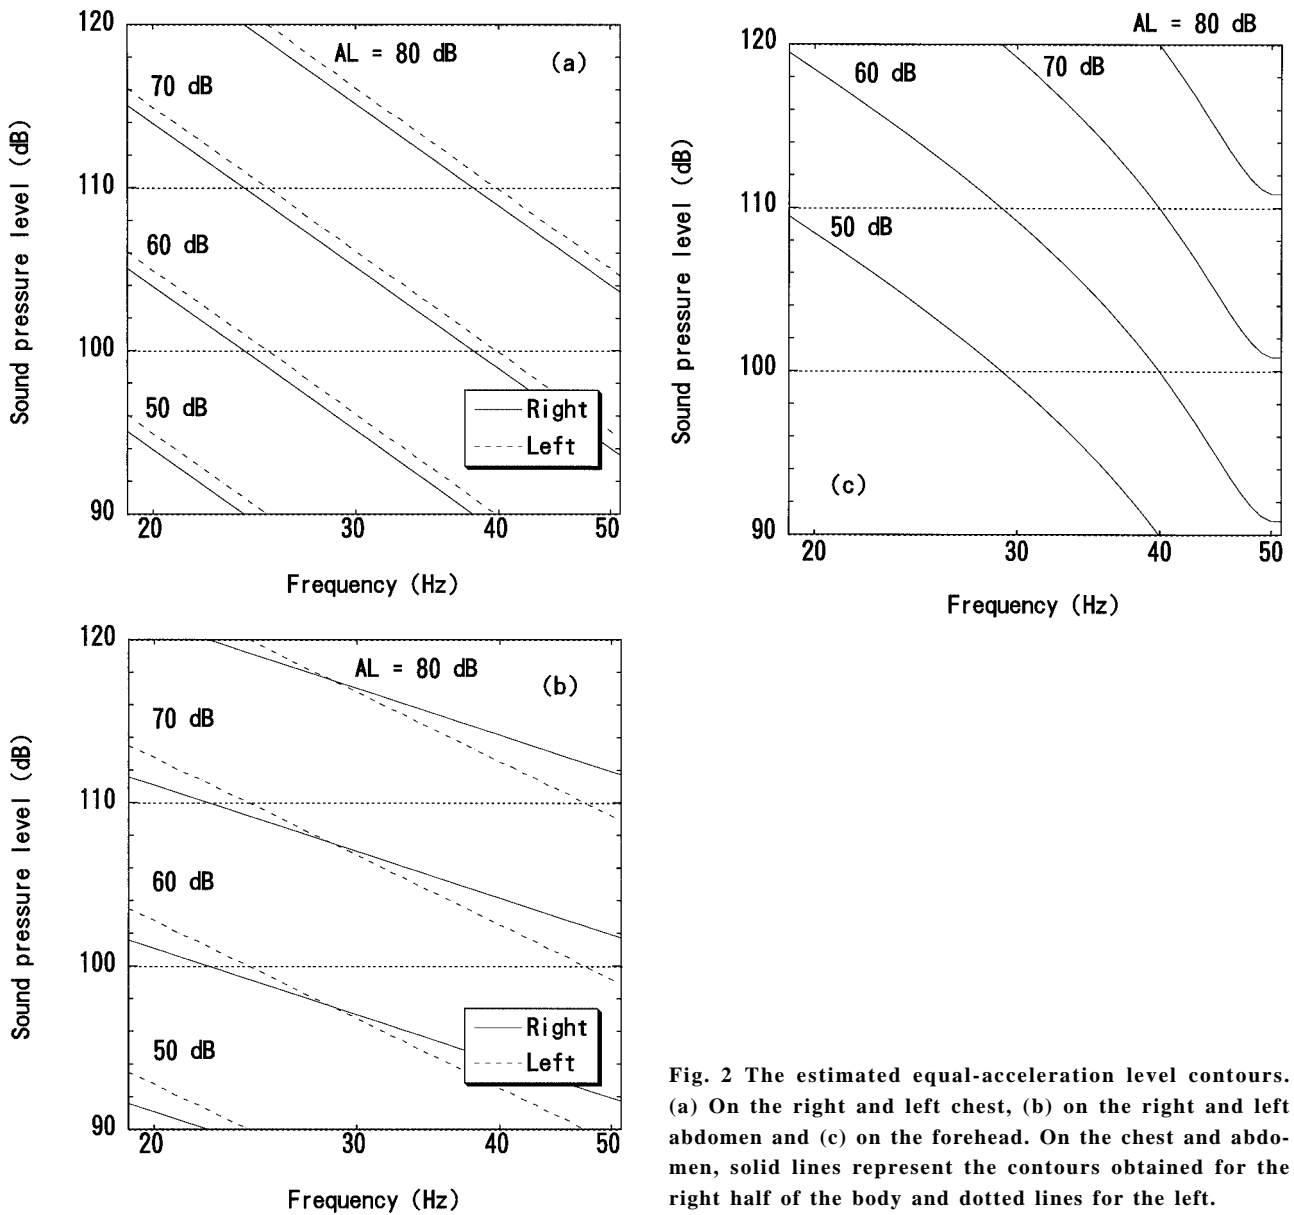 120
110
100
90
Sound pressure level (dB)
AL = 80 dB
(a)
70 dB
60 dB
50 dB
Right
Left
20
30
40
50
Frequency (Hz)
AL = 80 dB
120
110
100
90
Sound pressure level (dB)
60 dB
70 dB
50 dB
(c)
20
30
40
50
Frequency (Hz)
120
110
100
90
Sound pressure level (dB)
AL = 80 dB
(b)
70 dB
60 dB
50 dB
Right
Left
20
30
40
50
Frequency (Hz)
Fig. 2 The estimated equal-acceleration level contours.
(a) On the right and left chest, (b) on the right and left
abdomen and (c) on the forehead. On the chest and abdo-
men, solid lines represent the contours obtained for the
right half of the body and dotted lines for the left.